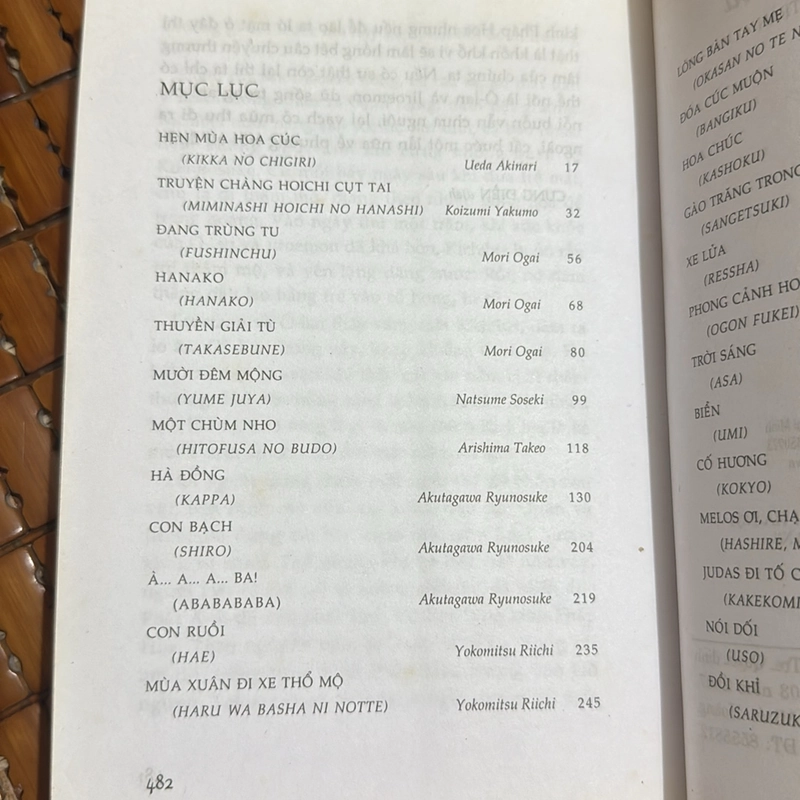 MỤC LỤC
HẸN MÙA HOA CÚC
(KIKKA NO CHIGIRI) Ueda Akinari 17
TRUYỆN CHÀNG HOICHI CỤT TAI
(MIMINASHI HOICHI NO HANASHI) Koizumi Yakumo 32
ĐANG TRÙNG TU
(FUSHINCHU) Mori Ogai 56
HANAKO
(HANAKO) Mori Ogai 68
THUYỀN GIẢI TÙ
(TAKASEBUNE) Mori Ogai 80
MƯỜI ĐÊM MỘNG
(YUME JUYA) Natsume Soseki 99
MỘT CHÙM NHO
(HITOFUSA NO BUDO) Arishima Takeo 118
HÀ ĐỒNG
(KAPPA) Akutagawa Ryunosuke 130
CON BẠCH
(SHIRO) Akutagawa Ryunosuke 204
À... A... A... BA!
(ABABABABA) Akutagawa Ryunosuke 219
CON RUỒI
(HAE) Yokomitsu Riichi 235
MÙA XUÂN ĐI XE THỔ MỘ
(HARU WA BASHA NI NOTTE) Yokomitsu Riichi 245
482
LÒNG BÀN TAY MẸ
(OKASAN NO TE N
ĐÓA CÚC MUỘN
(BANGIKU)
HOA CHÚC
(KASHOKU)
GÀO TRĂNG TRONG
(SANGETSUKI)
XE LỬA
(RESSHA)
PHONG CẢNH HO
(OGON FUKEI)
TRỜI SÁNG
(ASA)
BIỂN
(UMI)
CỐ HƯƠNG
(KOKYO)
MELOS ƠI, CHẠ
(HASHIRE, M
JUDAS ĐI TỐ C
(KAKEKOMI
NÓI DỐI
(USO)
ĐỒI KHỈ
(SARUZUK